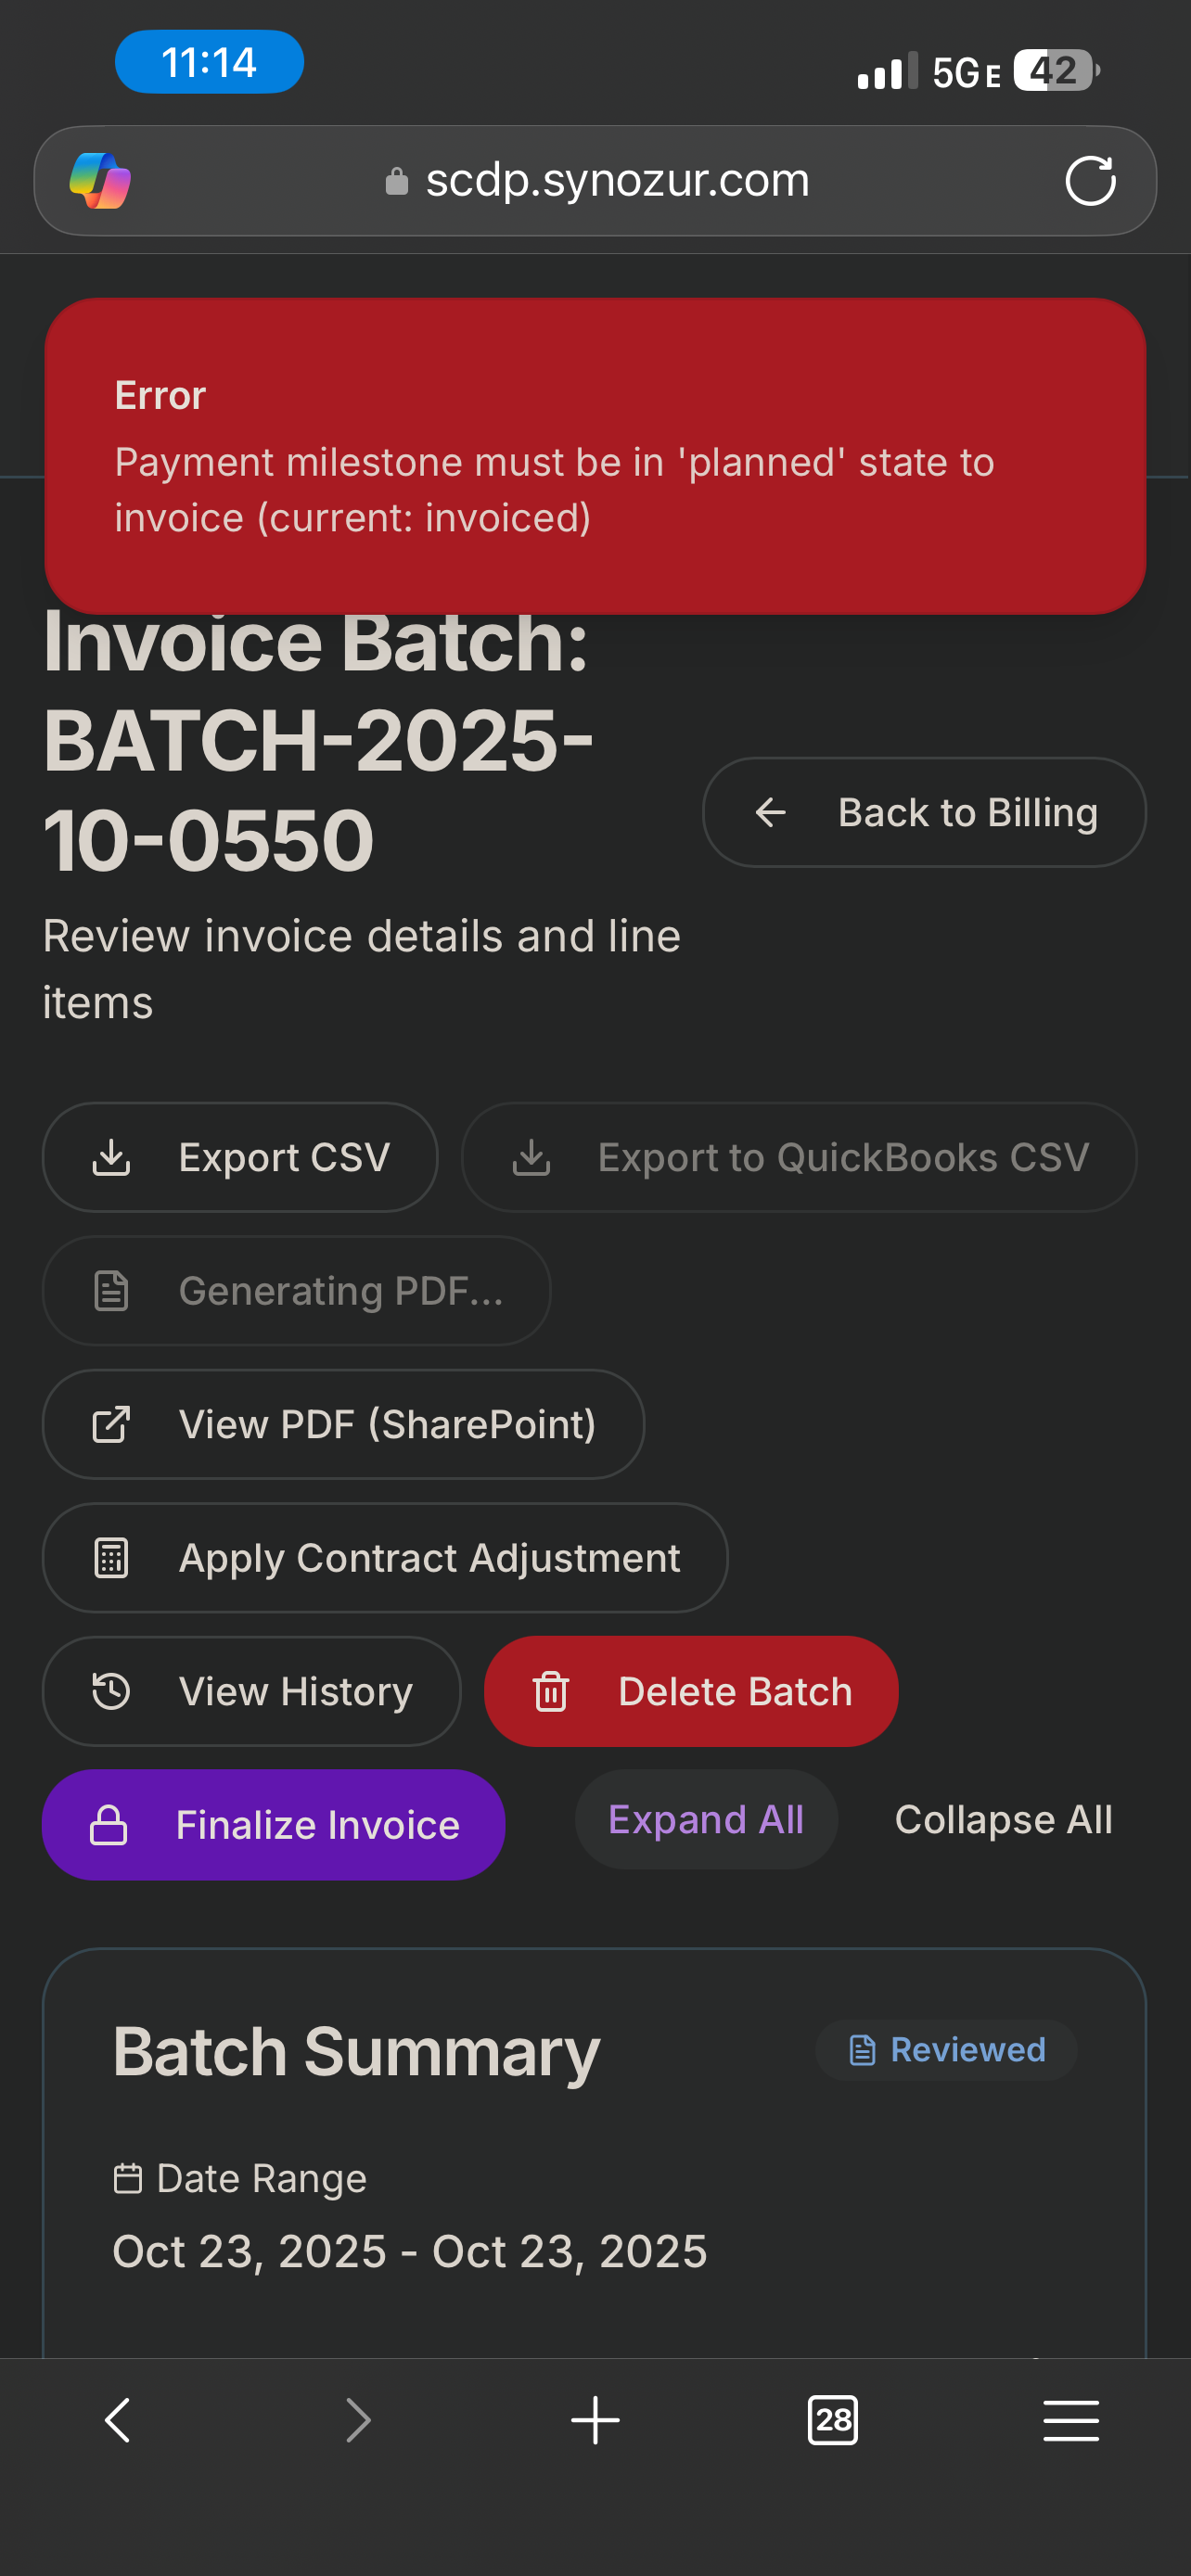 11:14
5GE 42
scdp.synozur.com
Error
Payment milestone must be in 'planned' state to
invoice (current: invoiced)
Invoice Batch:
BATCH-2025-
10-0550
Back to Billing
Review invoice details and line
items
Export CSV
Export to QuickBooks CSV
Generating PDF...
View PDF (SharePoint)
Apply Contract Adjustment
View History
Delete Batch
Finalize Invoice
Expand All
Collapse All
Batch Summary
Reviewed
Date Range
Oct 23, 2025 - Oct 23, 2025
28